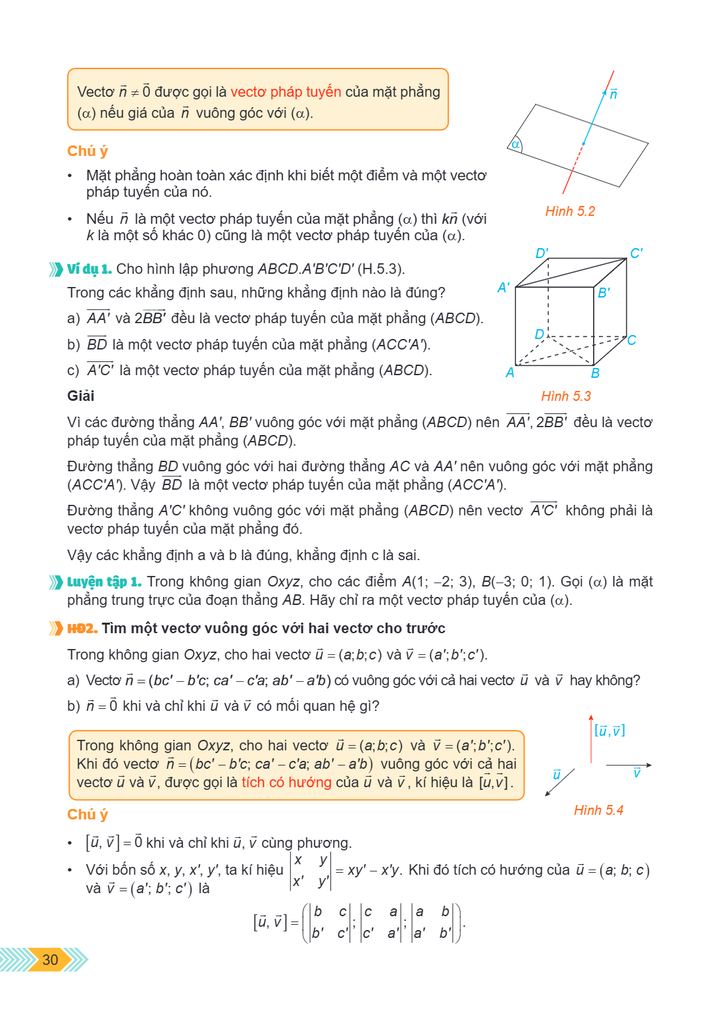 Vectơ n⃗ ≠ 0⃗ được gọi là vectơ pháp tuyến của mặt phẳng
(α) nếu giá của n⃗ vuông góc với (α).
n⃗
α
Hình 5.2
Chú ý
• Mặt phẳng hoàn toàn xác định khi biết một điểm và một vectơ
pháp tuyến của nó.
• Nếu n⃗ là một vectơ pháp tuyến của mặt phẳng (α) thì kn⃗ (với
k là một số khác 0) cũng là một vectơ pháp tuyến của (α).
Ví dụ 1. Cho hình lập phương ABCD.A'B'C'D' (H.5.3).
Trong các khẳng định sau, những khẳng định nào là đúng?
a) AA'→ và 2BB'→ đều là vectơ pháp tuyến của mặt phẳng (ABCD).
b) BD→ là một vectơ pháp tuyến của mặt phẳng (ACC'A').
c) A'C'→ là một vectơ pháp tuyến của mặt phẳng (ABCD).
D' C'
A' B'
D C
A B
Hình 5.3
Giải
Vì các đường thẳng AA', BB' vuông góc với mặt phẳng (ABCD) nên AA'→, 2BB'→ đều là vectơ
pháp tuyến của mặt phẳng (ABCD).
Đường thẳng BD vuông góc với hai đường thẳng AC và AA' nên vuông góc với mặt phẳng
(ACC'A'). Vậy BD→ là một vectơ pháp tuyến của mặt phẳng (ACC'A').
Đường thẳng A'C' không vuông góc với mặt phẳng (ABCD) nên vectơ A'C'→ không phải là
vectơ pháp tuyến của mặt phẳng đó.
Vậy các khẳng định a và b là đúng, khẳng định c là sai.
Luyện tập 1. Trong không gian Oxyz, cho các điểm A(1; −2; 3), B(−3; 0; 1). Gọi (α) là mặt
phẳng trung trực của đoạn thẳng AB. Hãy chỉ ra một vectơ pháp tuyến của (α).
HĐ2. Tìm một vectơ vuông góc với hai vectơ cho trước
Trong không gian Oxyz, cho hai vectơ u⃗ = (a; b; c) và v⃗ = (a'; b'; c').
a) Vectơ n⃗ = (bc' − b'c; ca' − c'a; ab' − a'b) có vuông góc với cả hai vectơ u⃗ và v⃗ hay không?
b) n⃗ = 0⃗ khi và chỉ khi u⃗ và v⃗ có mối quan hệ gì?
Trong không gian Oxyz, cho hai vectơ u⃗ = (a; b; c) và v⃗ = (a'; b'; c').
Khi đó vectơ n⃗ = (bc' − b'c; ca' − c'a; ab' − a'b) vuông góc với cả hai
vectơ u⃗ và v⃗, được gọi là tích có hướng của u⃗ và v⃗, kí hiệu là [u⃗,v⃗].
[u⃗,v⃗]
u⃗ v⃗
Hình 5.4
Chú ý
• [u⃗, v⃗] = 0⃗ khi và chỉ khi u⃗, v⃗ cùng phương.
• Với bốn số x, y, x', y', ta kí hiệu |x y; x' y'| = xy' − x'y. Khi đó tích có hướng của u⃗ = (a; b; c)
và v⃗ = (a'; b'; c') là
[u⃗, v⃗] = (|b c; b' c'|; |c a; c' a'|; |a b; a' b'|).
30